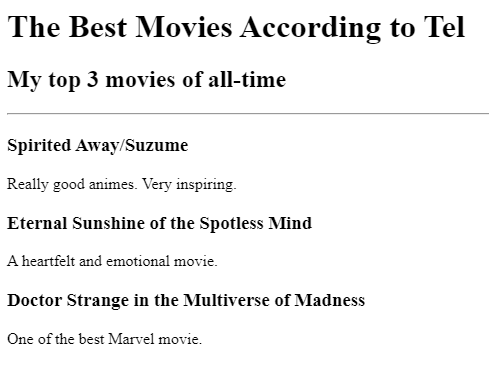 The Best Movies According to Tel
My top 3 movies of all-time
Spirited Away/Suzume
Really good animes. Very inspiring.
Eternal Sunshine of the Spotless Mind
A heartfelt and emotional movie.
Doctor Strange in the Multiverse of Madness
One of the best Marvel movie.